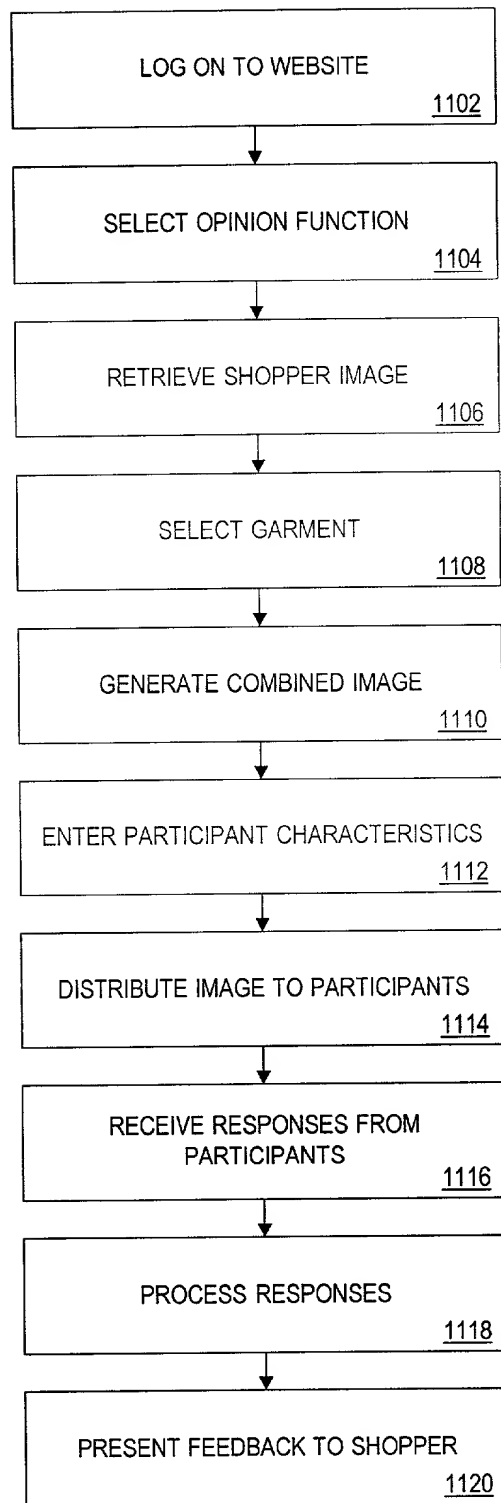 LOG ON TO WEBSITE
1102
SELECT OPINION FUNCTION
1104
RETRIEVE SHOPPER IMAGE
1106
SELECT GARMENT
1108
GENERATE COMBINED IMAGE
1110
ENTER PARTICIPANT CHARACTERISTICS
1112
DISTRIBUTE IMAGE TO PARTICIPANTS
1114
RECEIVE RESPONSES FROM
PARTICIPANTS
1116
PROCESS RESPONSES
1118
PRESENT FEEDBACK TO SHOPPER
1120